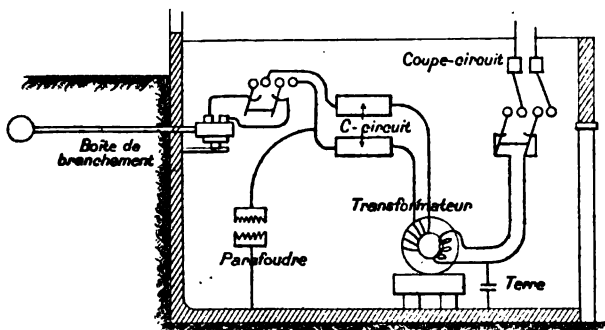 Coupe-circuit
C-circuit
Boîte de
branchement
Transformateur
Parafoudre
Terre